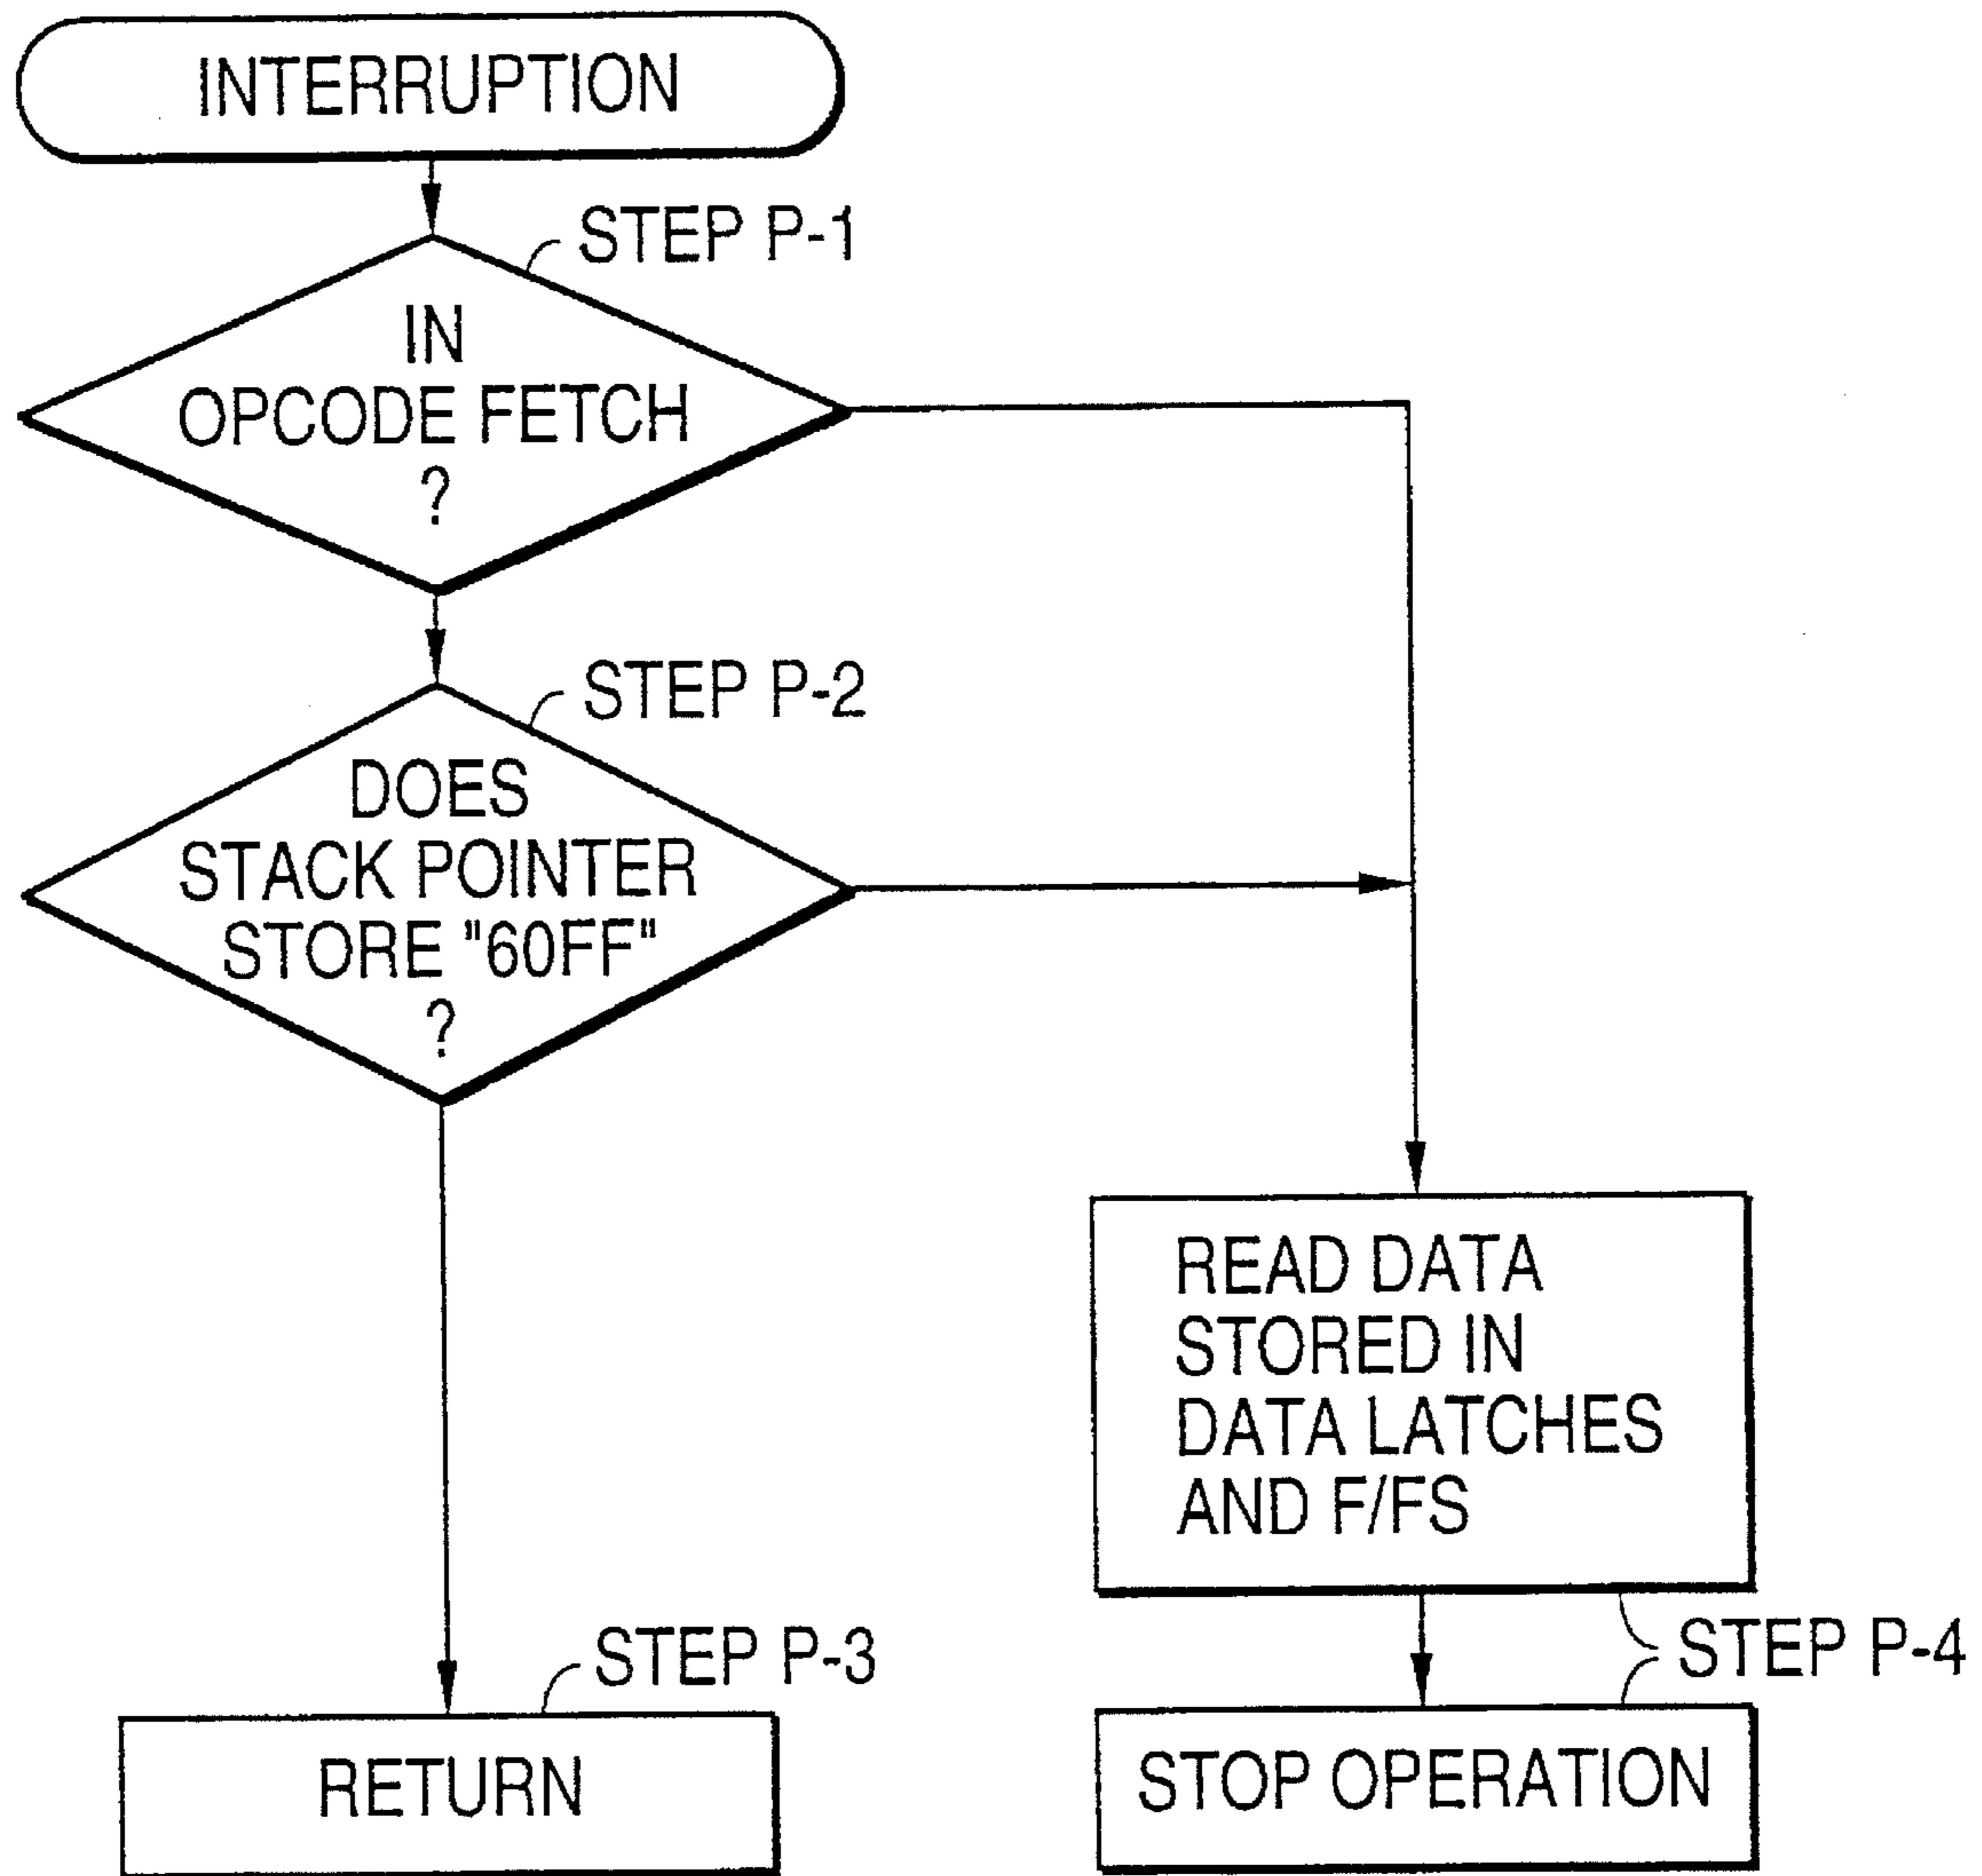 INTERRUPTION
STEP P-1
IN
OPCODE FETCH
?
STEP P-2
DOES
STACK POINTER
STORE "60FF"
?
READ DATA
STORED IN
DATA LATCHES
AND F/FS
STEP P-3
STEP P-4
RETURN
STOP OPERATION